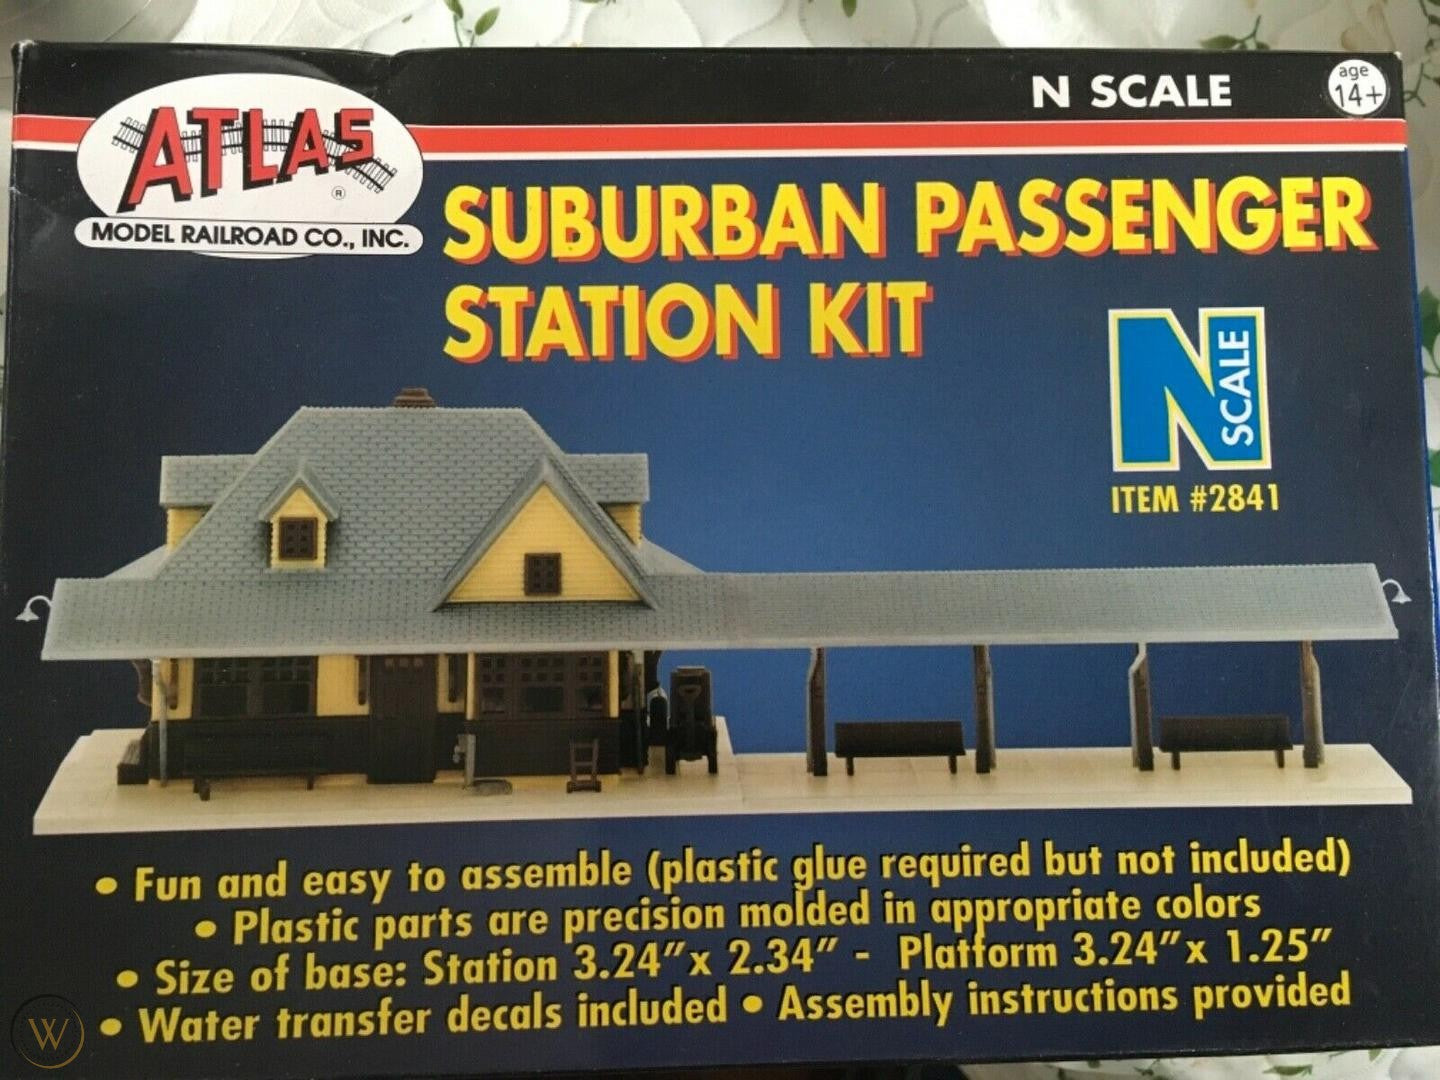 N SCALE
age
14+
ATLAS
®
MODEL RAILROAD CO., INC.
SUBURBAN PASSENGER
STATION KIT
N SCALE
ITEM #2841
• Fun and easy to assemble (plastic glue required but not included)
• Plastic parts are precision molded in appropriate colors
• Size of base: Station 3.24″x 2.34″ - Platform 3.24″x 1.25″
• Water transfer decals included • Assembly instructions provided
W